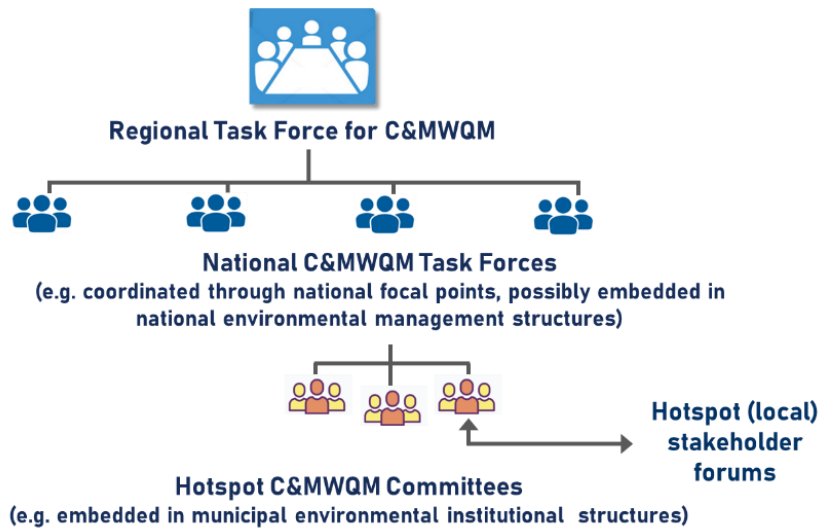 Regional Task Force for C&MWQM
National C&MWQM Task Forces
(e.g. coordinated through national focal points, possibly embedded in
national environmental management structures)
Hotspot (local)
stakeholder
forums
Hotspot C&MWQM Committees
(e.g. embedded in municipal environmental institutional structures)